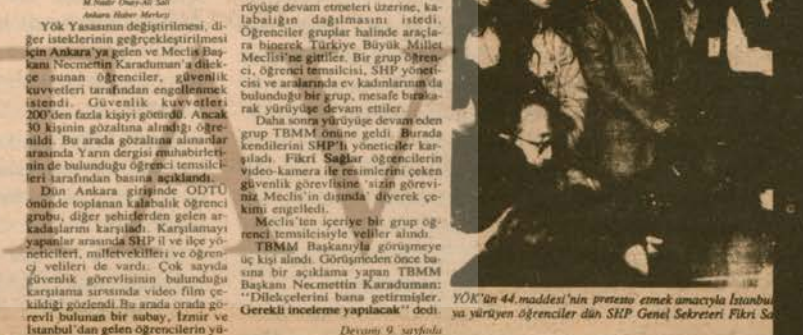 M.Nadir Onay-Ali Sali
Ankara Haber Merkezi
Yök Yasasının değiştirilmesi, di-
ğer isteklerinin geğrçekleştirilmesi
için Ankara'ya gelen ve Meclis Baş-
kanı Necmettin Karaduman'a dilek-
çe sunan öğrenciler, güvenlik
kuvvetleri tarafından engellenmek
istendi. Güvenlik kuvvetleri
200'den fazla kişiyi götürdü. Ancak
30 kişinin gözaltına alındığı öğre-
nildi. Bu arada gözaltına alınanlar
arasında Yarın dergisi muhabirleri-
nin de bulunduğu öğrenci temsilci-
leri tarafından basına açıklandı.
Dün Ankara girişinde ODTÜ
önünde toplanan kalabalık öğrenci
grubu, diğer şehirlerden gelen ar-
kadaşlarını karşıladı. Karşılamayı
yapanlar arasında SHP il ve ilçe yö-
neticileri, milletvekilleri ve öğren-
ci velileri de vardı. Çok sayıda
güvenlik görevlisinin bulunduğu
karşılama sırasında video film çe-
kildiği gözlendi. Bu arada orada gö-
revli bulunan bir subay, İzmir ve
İstanbul'dan gelen öğrencilerin yü-
rüyüşe devam etmeleri üzerine, ka-
labalığın dağılmasını istedi.
Öğrenciler gruplar halinde araçla-
ra binerek Türkiye Büyük Millet
Meclisi'ne gittiler. Bir grup öğren-
ci, öğrenci temsilcisi, SHP yöneti-
cisi ve aralarında ev kadınlarının da
bulunduğu bir grup, mesafe bıraka-
rak yürüyüşe devam ettiler.
Daha sonra yürüyüşe devam eden
grup TBMM önüne geldi. Burada
kendilerini SHP'li yöneticiler kar-
şıladı. Fikri Sağlar öğrencilerin
video-kamera ile resimlerini çeken
güvenlik görevlisine 'sizin görevi-
niz Meclis'in dışında' diyerek çe-
kimi engelledi.
Meclis'ten içeriye bir grup öğ-
renci temsilcisiyle veliler alındı.
TBMM Başkanıyla görüşmeye
üç kişi alındı. Görüşmeden önce ba-
sına bir açıklama yapan TBMM
Başkanı Necmettin Karaduman:
"Dilekçelerini bana getirmişler.
Gerekli inceleme yapılacak" dedi.
Devamı 9. sayfada
YÖK'ün 44.maddesi'nin pretesto etmek amacıyla İstanbul
ya yürüyen öğrenciler dün SHP Genel Sekreteri Fikri Sa